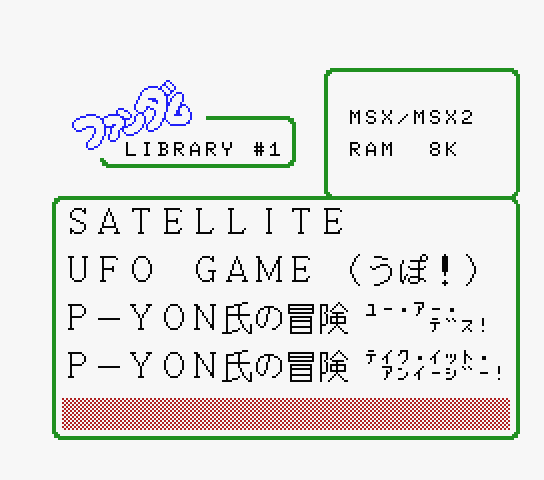 ファンダム
LIBRARY #1
MSX/MSX2
RAM 8K
SATELLITE
UFO GAME (うぽ!)
P-YON氏の冒険 ユー・アー・デス!
P-YON氏の冒険 テイク・イット・アンイージー!